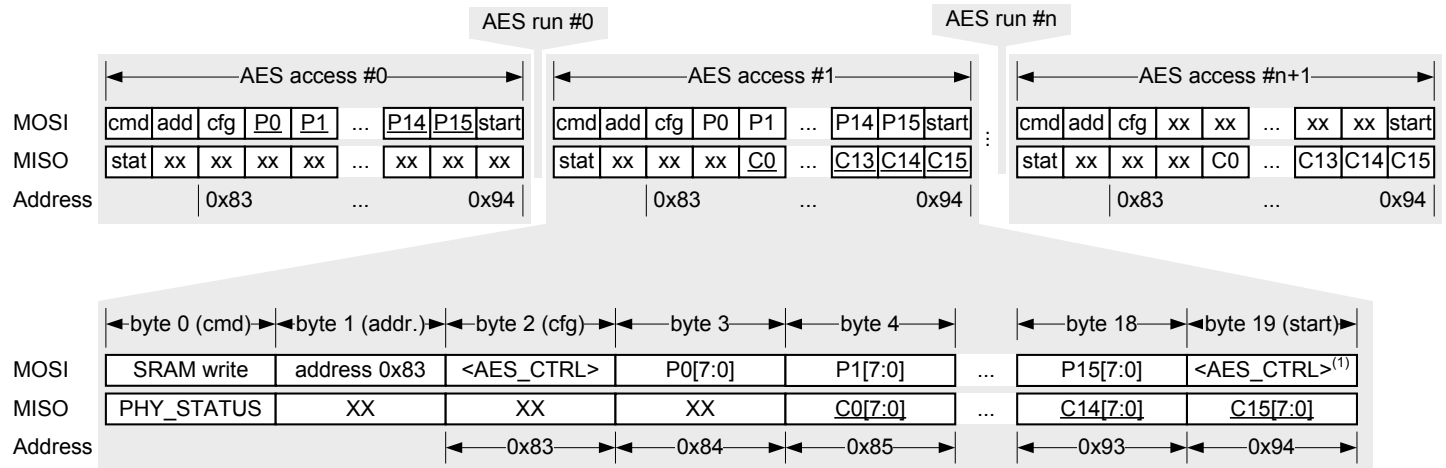 AES run #0 AES run #n
AES access #0 AES access #1 AES access #n+1
MOSI cmd add cfg P0 P1 ... P14 P15 start cmd add cfg P0 P1 ... P14 P15 start ... cmd add cfg xx xx ... xx xx start
MISO stat xx xx xx xx ... xx xx xx stat xx xx xx C0 ... C13 C14 C15 stat xx xx xx C0 ... C13 C14 C15
Address 0x83 ... 0x94 0x83 ... 0x94 0x83 ... 0x94
byte 0 (cmd) byte 1 (addr.) byte 2 (cfg) byte 3 byte 4 byte 18 byte 19 (start)
MOSI SRAM write address 0x83 <AES_CTRL> P0[7:0] P1[7:0] ... P15[7:0] <AES_CTRL>(1)
MISO PHY_STATUS XX XX XX C0[7:0] ... C14[7:0] C15[7:0]
Address 0x83 0x84 0x85 0x93 0x94